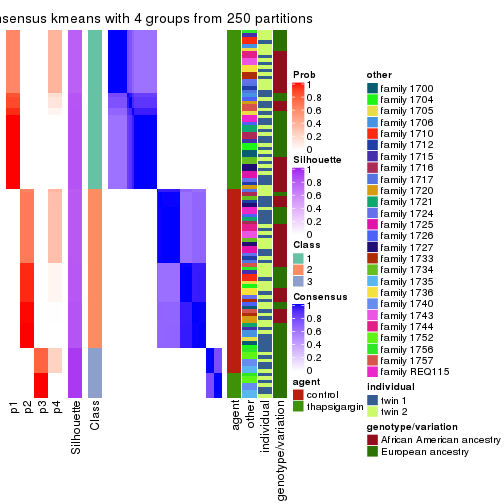 nsensus kmeans with 4 groups from 250 partitions
Prob
1
0.8
0.6
0.4
0.2
0
Silhouette
1
0.8
0.6
0.4
0.2
0
Class
1
2
3
Consensus
1
0.8
0.6
0.4
0.2
0
agent
control
thapsigargin
other
family 1700
family 1704
family 1705
family 1706
family 1710
family 1712
family 1715
family 1716
family 1717
family 1720
family 1721
family 1724
family 1725
family 1726
family 1727
family 1733
family 1734
family 1735
family 1736
family 1740
family 1743
family 1744
family 1752
family 1756
family 1757
family REQ115
individual
twin 1
twin 2
genotype/variation
African American ancestry
European ancestry
p1
p2
p3
p4
Silhouette
Class
agent
other
individual
genotype/variation